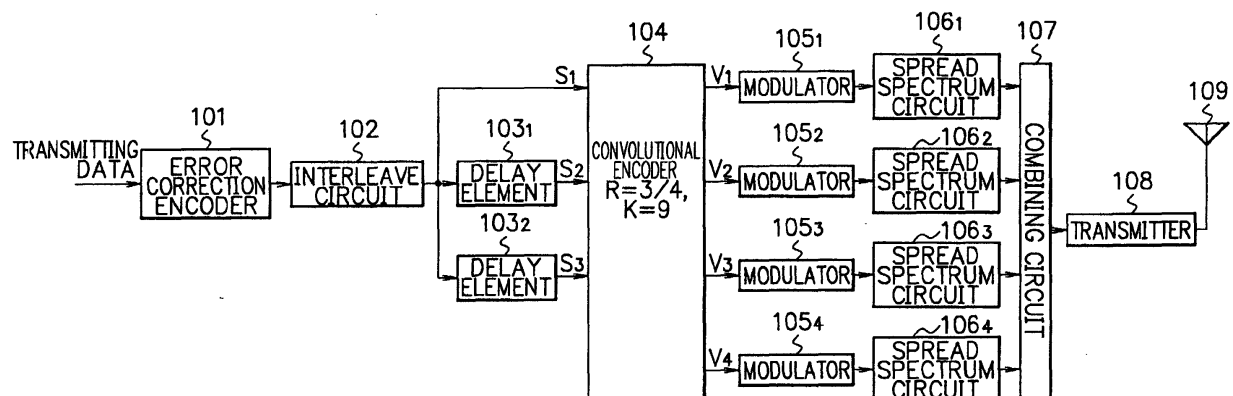 TRANSMITTING
DATA
101
ERROR
CORRECTION
ENCODER
102
INTERLEAVE
CIRCUIT
S1
1031
DELAY
ELEMENT
S2
1032
DELAY
ELEMENT
S3
104
CONVOLUTIONAL
ENCODER
R=3/4,
K=9
V1
1051
MODULATOR
1061
SPREAD
SPECTRUM
CIRCUIT
V2
1052
MODULATOR
1062
SPREAD
SPECTRUM
CIRCUIT
V3
1053
MODULATOR
1063
SPREAD
SPECTRUM
CIRCUIT
V4
1054
MODULATOR
1064
SPREAD
SPECTRUM
CIRCUIT
107
COMBINING CIRCUIT
108
TRANSMITTER
109